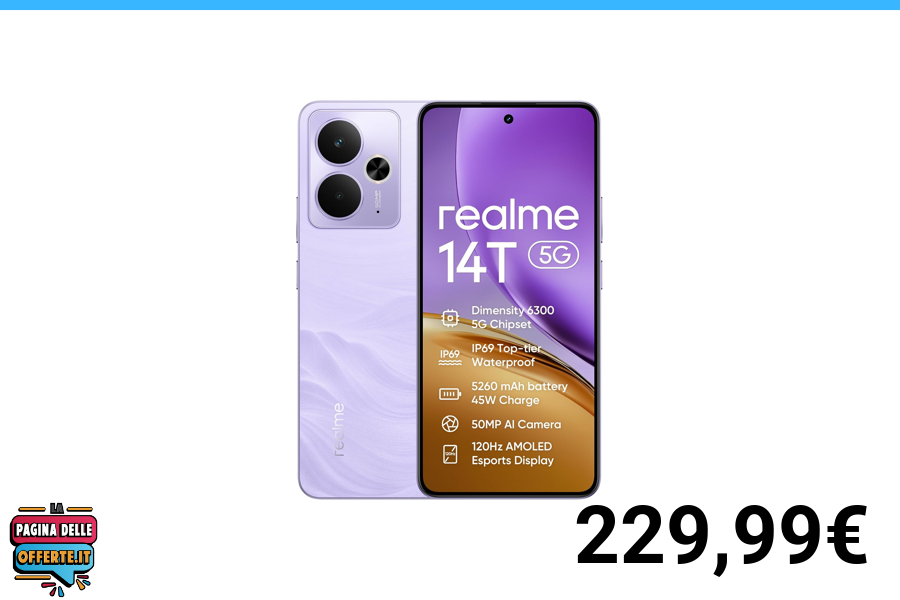 realme
14T 5G
Dimensity 6300
5G Chipset
IP69
IP69 Top-tier
Waterproof
5260 mAh battery
45W Charge
50MP AI Camera
120Hz AMOLED
Esports Display
realme
LA
PAGINA DELLE
OFFERTE.IT
229,99€